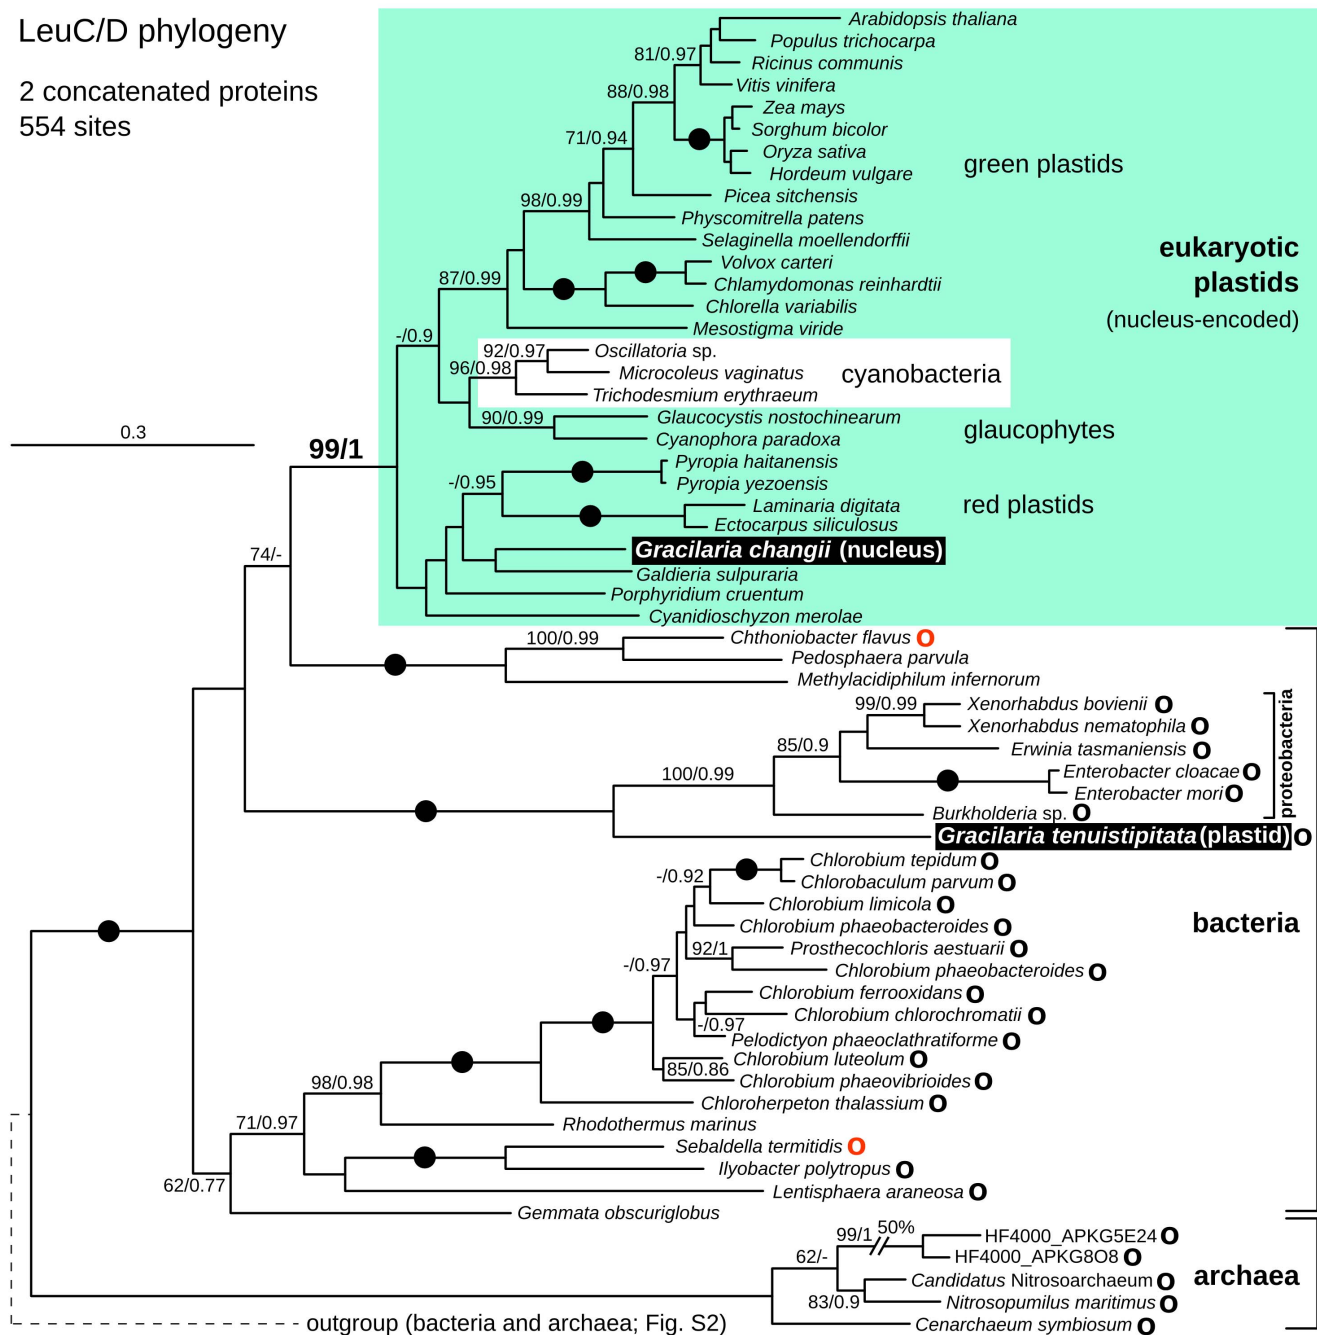 LeuC/D phylogeny
2 concatenated proteins
554 sites
Arabidopsis thaliana
Populus trichocarpa
81/0.97
Ricinus communis
Vitis vinifera
88/0.98
Zea mays
Sorghum bicolor
71/0.94
Oryza sativa
green plastids
Hordeum vulgare
Picea sitchensis
98/0.99
Physcomitrella patens
Selaginella moellendorffii
eukaryotic
plastids
(nucleus-encoded)
Volvox carteri
87/0.99
Chlamydomonas reinhardtii
Chlorella variabilis
Mesostigma viride
-/0.9
92/0.97
Oscillatoria sp.
96/0.98
Microcoleus vaginatus
cyanobacteria
Trichodesmium erythraeum
90/0.99
Glaucocystis nostochinearum
glaucophytes
0.3
Cyanophora paradoxa
99/1
Pyropia haitanensis
-/0.95
Pyropia yezoensis
Laminaria digitata
red plastids
Ectocarpus siliculosus
74/-
Gracilaria changii (nucleus)
Galdieria sulpuraria
Porphyridium cruentum
Cyanidioschyzon merolae
100/0.99
Chthoniobacter flavus O
Pedosphaera parvula
Methylacidiphilum infernorum
99/0.99
Xenorhabdus bovienii O
Xenorhabdus nematophila O
85/0.9
Erwinia tasmaniensis O
proteobacteria
100/0.99
Enterobacter cloacae O
Enterobacter mori O
Burkholderia sp. O
Gracilaria tenuistipitata (plastid) O
Chlorobium tepidum O
-/0.92
Chlorobaculum parvum O
Chlorobium limicola O
Chlorobium phaeobacteroides O
bacteria
92/1
Prosthecochloris aestuarii O
-/0.97
Chlorobium phaeobacteroides O
Chlorobium ferrooxidans O
Chlorobium chlorochromatii O
-/0.97
Pelodictyon phaeoclathratiforme O
Chlorobium luteolum O
85/0.86
Chlorobium phaeovibrioides O
98/0.98
Chloroherpeton thalassium O
71/0.97
Rhodothermus marinus
Sebaldella termitidis O
Ilyobacter polytropus O
62/0.77
Lentisphaera araneosa O
Gemmata obscuriglobus
99/1
50%
HF4000_APKG5E24 O
62/-
HF4000_APKG8O8 O
archaea
Candidatus Nitrosoarchaeum O
83/0.9
Nitrosopumilus maritimus O
Cenarchaeum symbiosum O
outgroup (bacteria and archaea; Fig. S2)